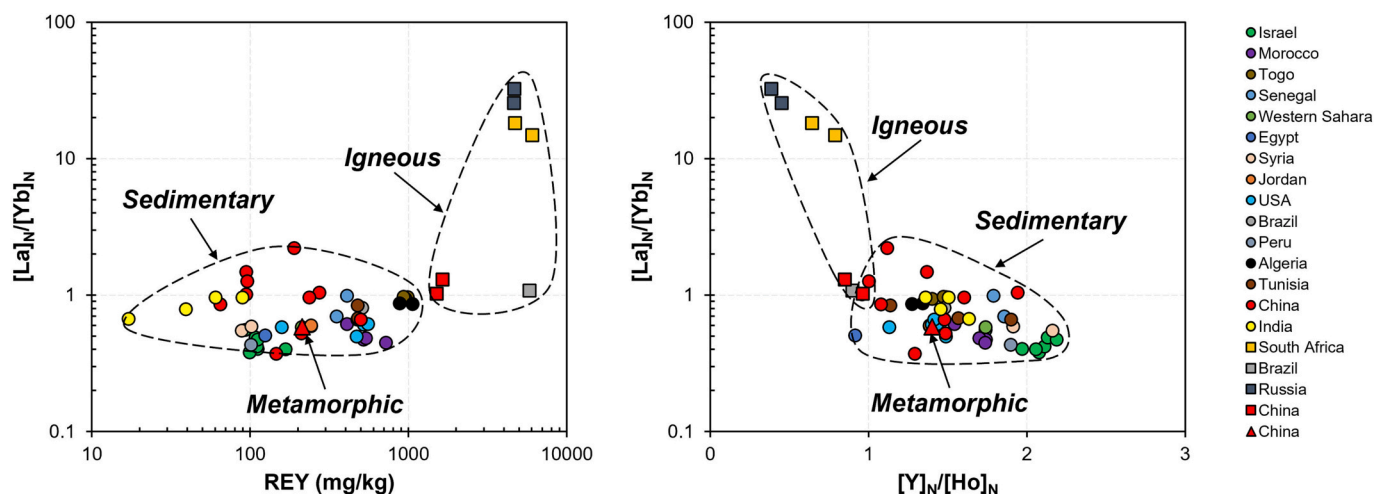 100
10
1
0.1
[La]N/[Yb]N
Igneous
Sedimentary
Metamorphic
10
100
1000
10000
REY (mg/kg)
100
10
1
0.1
[La]N/[Yb]N
Igneous
Sedimentary
Metamorphic
0
1
2
3
[Y]N/[Ho]N
Israel
Morocco
Togo
Senegal
Western Sahara
Egypt
Syria
Jordan
USA
Brazil
Peru
Algeria
Tunisia
China
India
South Africa
Brazil
Russia
China
China